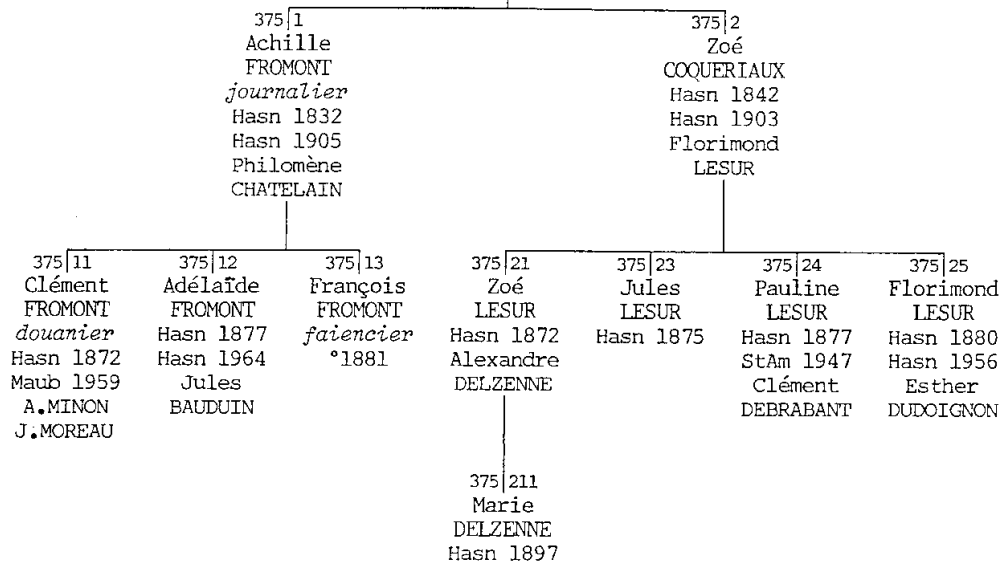 375|1
Achille
FROMONT
journalier
Hasn 1832
Hasn 1905
Philomène
CHATELAIN
375|2
Zoé
COQUERIAUX
Hasn 1842
Hasn 1903
Florimond
LESUR
375|11
Clément
FROMONT
douanier
Hasn 1872
Maub 1959
A.MINON
J.MOREAU
375|12
Adélaïde
FROMONT
Hasn 1877
Hasn 1964
Jules
BAUDUIN
375|13
François
FROMONT
faiencier
°1881
375|21
Zoé
LESUR
Hasn 1872
Alexandre
DELZENNE
375|23
Jules
LESUR
Hasn 1875
375|24
Pauline
LESUR
Hasn 1877
StAm 1947
Clément
DEBRABANT
375|25
Florimond
LESUR
Hasn 1880
Hasn 1956
Esther
DUDOIGNON
375|211
Marie
DELZENNE
Hasn 1897